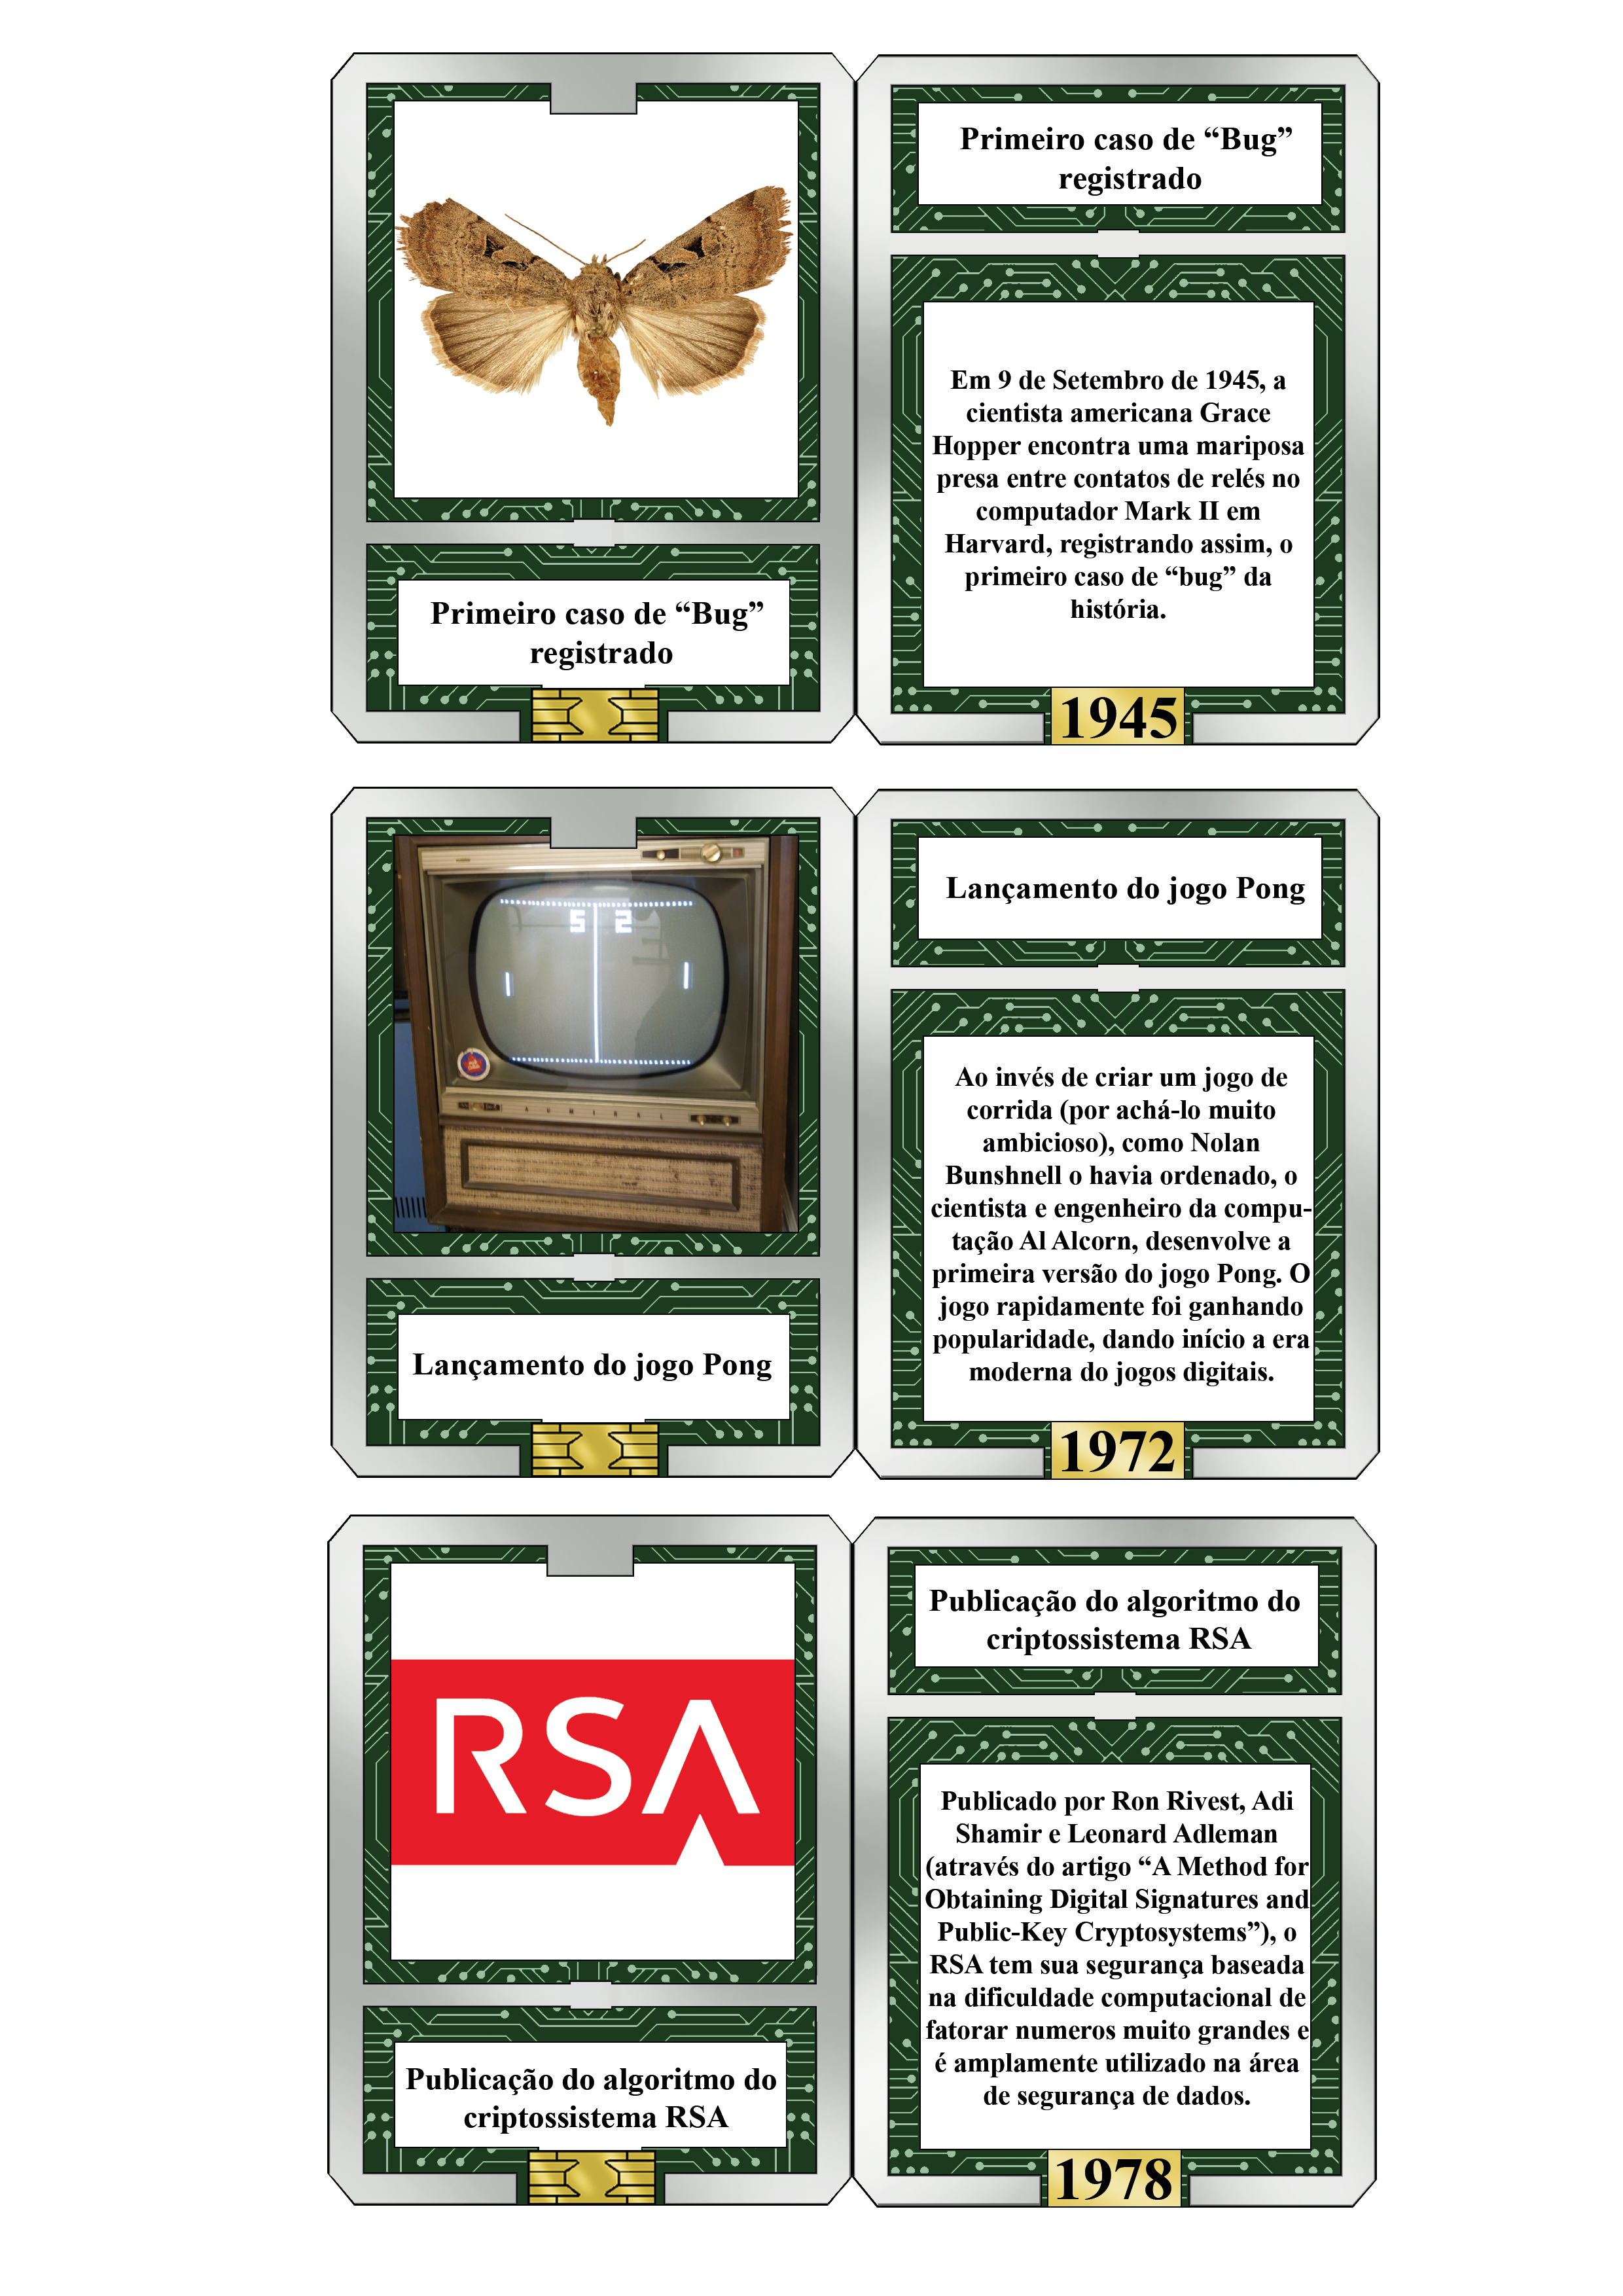 Primeiro caso de “Bug”
registrado
Primeiro caso de “Bug”
registrado
Em 9 de Setembro de 1945, a
cientista americana Grace
Hopper encontra uma mariposa
presa entre contatos de relés no
computador Mark II em
Harvard, registrando assim, o
primeiro caso de “bug” da
história.
1945
5 2
ADMIRAL
Lançamento do jogo Pong
Lançamento do jogo Pong
Ao invés de criar um jogo de
corrida (por achá-lo muito
ambicioso), como Nolan
Bunshnell o havia ordenado, o
cientista e engenheiro da compu-
tação Al Alcorn, desenvolve a
primeira versão do jogo Pong. O
jogo rapidamente foi ganhando
popularidade, dando início a era
moderna do jogos digitais.
1972
RSA
Publicação do algoritmo do
criptossistema RSA
Publicação do algoritmo do
criptossistema RSA
Publicado por Ron Rivest, Adi
Shamir e Leonard Adleman
(através do artigo “A Method for
Obtaining Digital Signatures and
Public-Key Cryptosystems”), o
RSA tem sua segurança baseada
na dificuldade computacional de
fatorar numeros muito grandes e
é amplamente utilizado na área
de segurança de dados.
1978